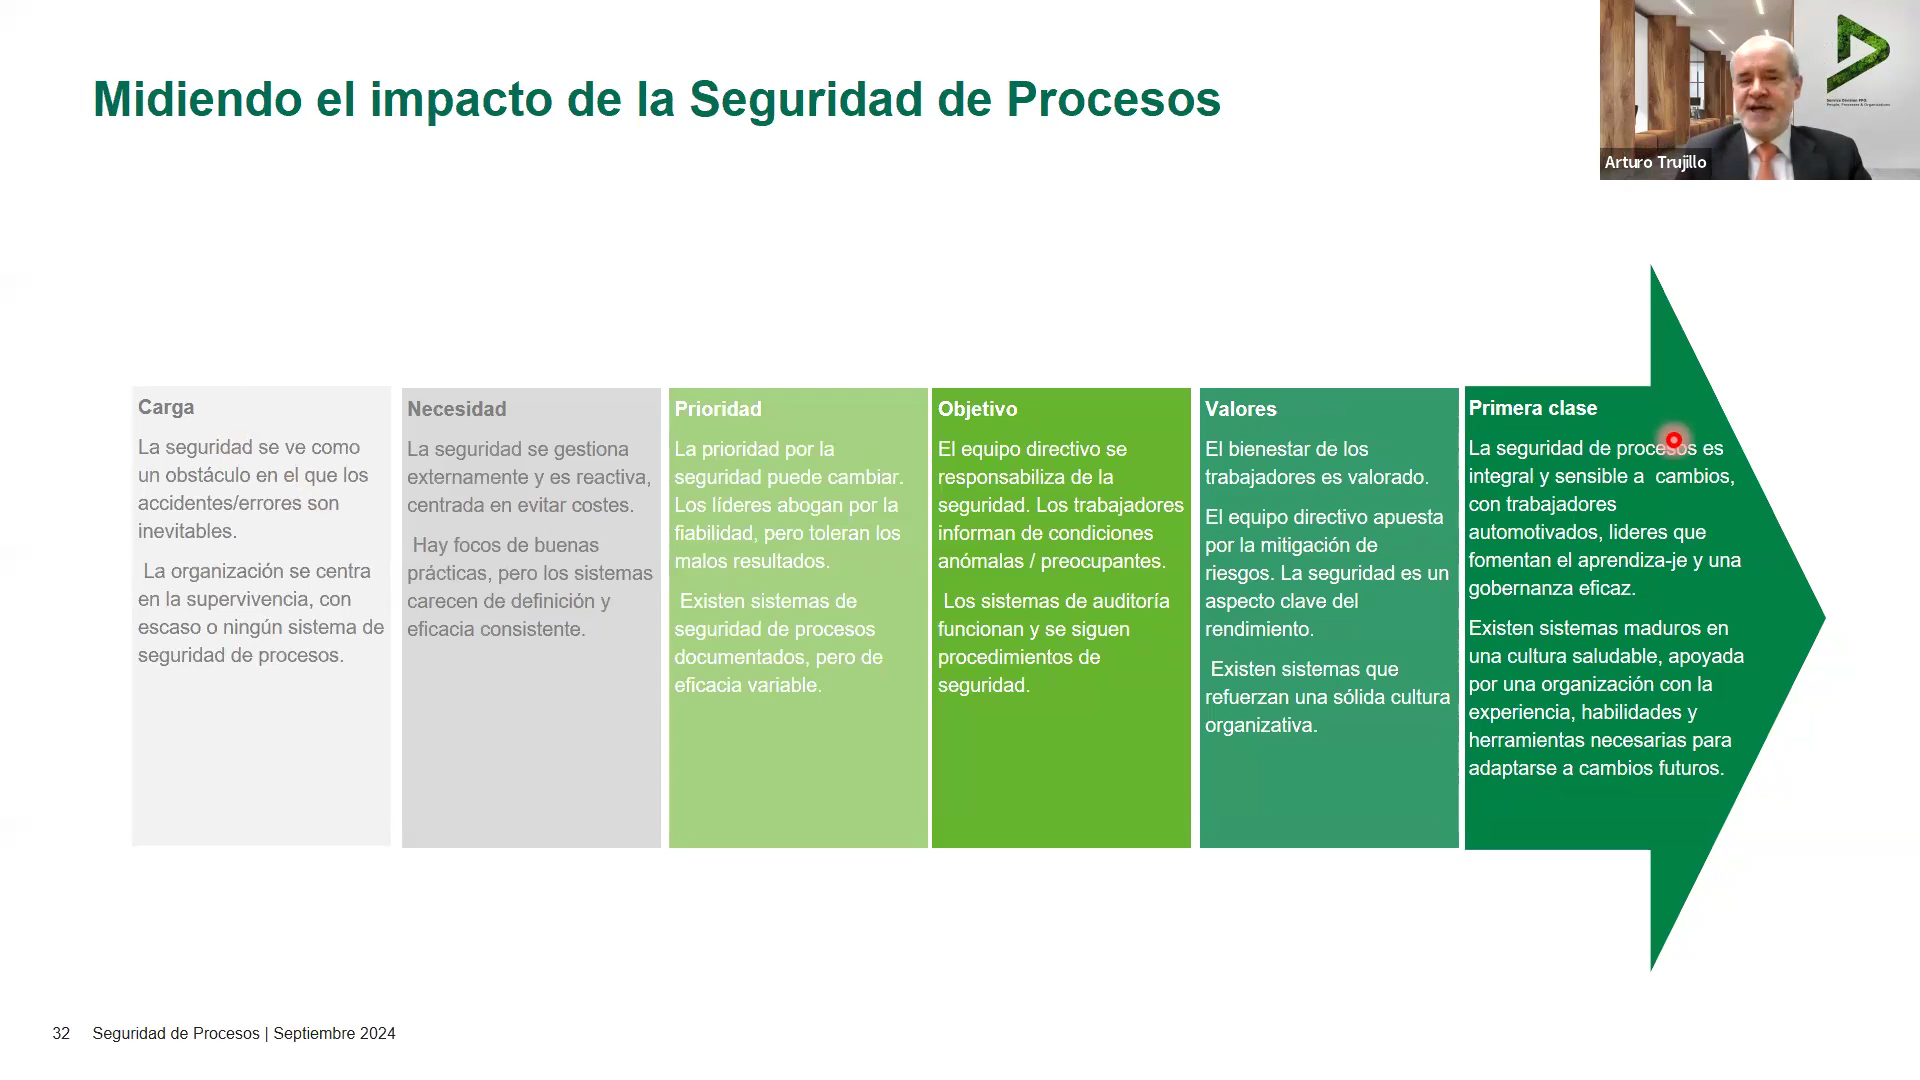 Midiendo el impacto de la Seguridad de Procesos
Arturo Trujillo
Carga
La seguridad se ve como
un obstáculo en el que los
accidentes/errores son
inevitables.
La organización se centra
en la supervivencia, con
escaso o ningún sistema de
seguridad de procesos.
Necesidad
La seguridad se gestiona
externamente y es reactiva,
centrada en evitar costes.
Hay focos de buenas
prácticas, pero los sistemas
carecen de definición y
eficacia consistente.
Prioridad
La prioridad por la
seguridad puede cambiar.
Los líderes abogan por la
fiabilidad, pero toleran los
malos resultados.
Existen sistemas de
seguridad de procesos
documentados, pero de
eficacia variable.
Objetivo
El equipo directivo se
responsabiliza de la
seguridad. Los trabajadores
informan de condiciones
anómalas / preocupantes.
Los sistemas de auditoría
funcionan y se siguen
procedimientos de
seguridad.
Valores
El bienestar de los
trabajadores es valorado.
El equipo directivo apuesta
por la mitigación de
riesgos. La seguridad es un
aspecto clave del
rendimiento.
Existen sistemas que
refuerzan una sólida cultura
organizativa.
Primera clase
La seguridad de procesos es
integral y sensible a cambios,
con trabajadores
automotivados, lideres que
fomentan el aprendiza-je y una
gobernanza eficaz.
Existen sistemas maduros en
una cultura saludable, apoyada
por una organización con la
experiencia, habilidades y
herramientas necesarias para
adaptarse a cambios futuros.
32 Seguridad de Procesos | Septiembre 2024